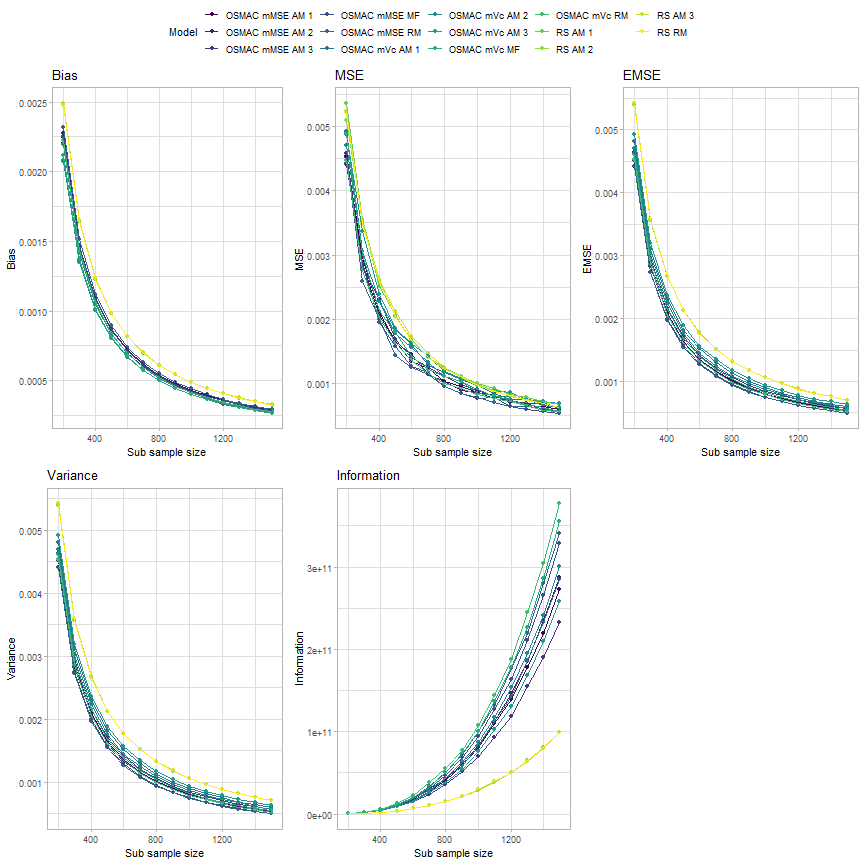 OSMAC mMSE AM 1 OSMAC mMSE MF OSMAC mVc AM 2 OSMAC mVc RM RS AM 3
Model OSMAC mMSE AM 2 OSMAC mMSE RM OSMAC mVc AM 3 RS AM 1 RS RM
OSMAC mMSE AM 3 OSMAC mVc AM 1 OSMAC mVc MF RS AM 2
Bias
0.0025
0.0020
0.0015
0.0010
0.0005
Bias
400 800 1200
Sub sample size
MSE
0.005
0.004
0.003
0.002
0.001
MSE
400 800 1200
Sub sample size
EMSE
0.005
0.004
0.003
0.002
0.001
EMSE
400 800 1200
Sub sample size
Variance
0.005
0.004
0.003
0.002
0.001
Variance
400 800 1200
Sub sample size
Information
3e+11
2e+11
1e+11
0e+00
Information
400 800 1200
Sub sample size